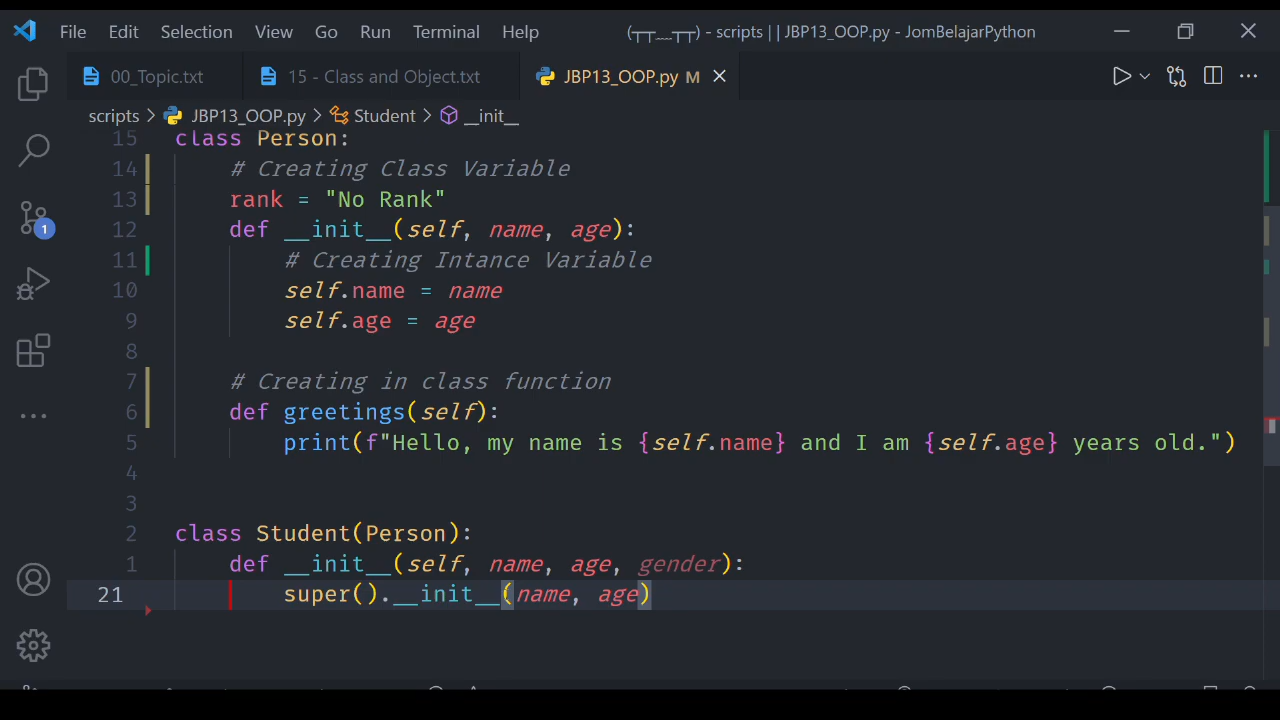 File Edit Selection View Go Run Terminal Help (┬┬﹏┬┬) - scripts || JBP13_OOP.py - JomBelajarPython
00_Topic.txt 15 - Class and Object.txt JBP13_OOP.py M
scripts > JBP13_OOP.py > Student > __init__
15 class Person:
14 # Creating Class Variable
13 rank = "No Rank"
12 def __init__(self, name, age):
11 # Creating Intance Variable
10 self.name = name
9 self.age = age
8
7 # Creating in class function
6 def greetings(self):
5 print(f"Hello, my name is {self.name} and I am {self.age} years old.")
4
3
2 class Student(Person):
1 def __init__(self, name, age, gender):
21 super().__init__(name, age)
1